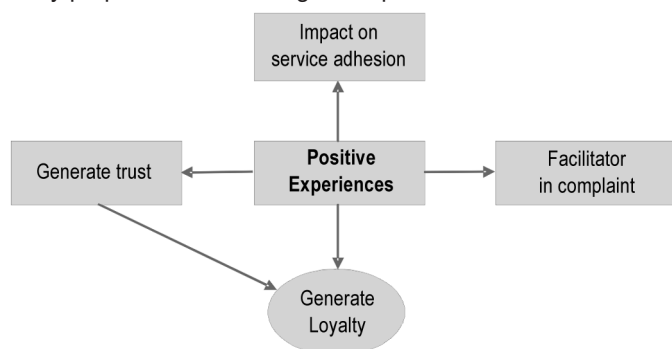 Impact on
service adhesion
Generate trust
Positive
Experiences
Facilitator
in complaint
Generate
Loyalty